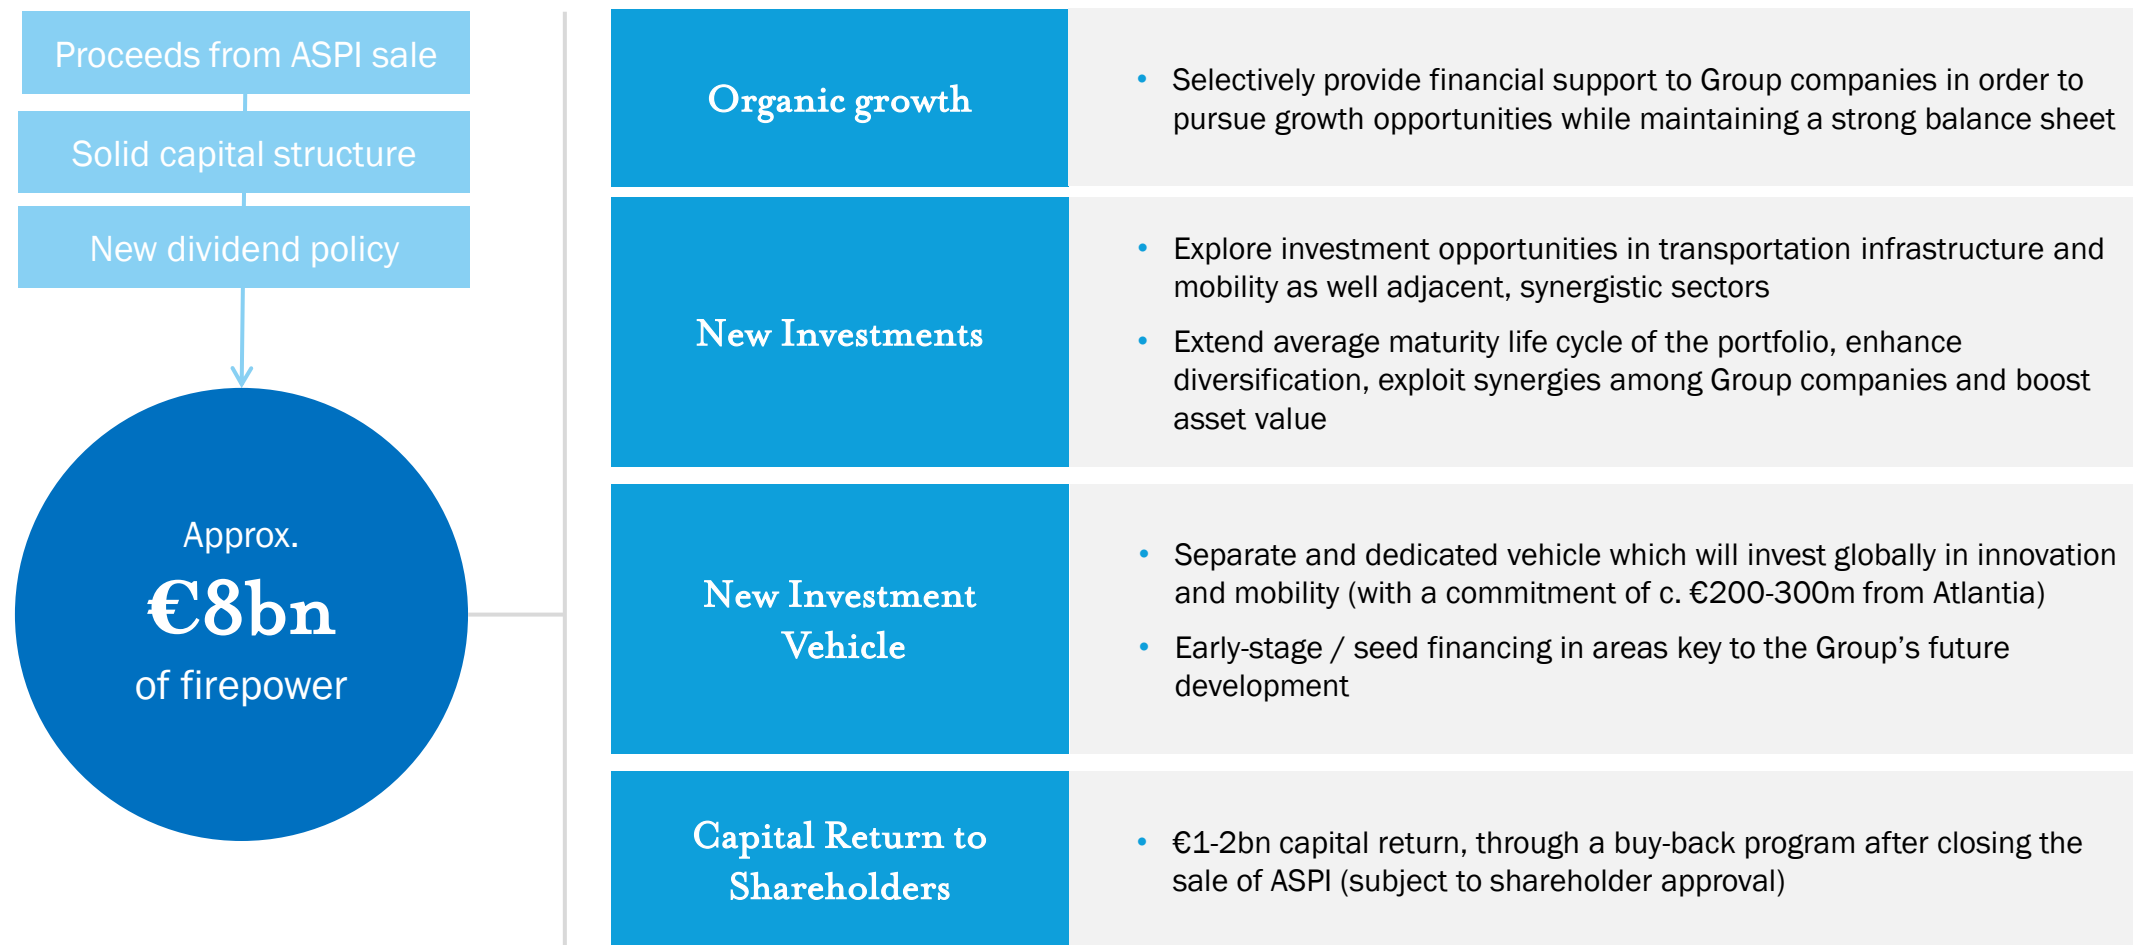 Proceeds from ASPI sale
Solid capital structure
New dividend policy
Approx.
€8bn
of firepower
Organic growth
• Selectively provide financial support to Group companies in order to
pursue growth opportunities while maintaining a strong balance sheet
New Investments
• Explore investment opportunities in transportation infrastructure and
mobility as well adjacent, synergistic sectors
• Extend average maturity life cycle of the portfolio, enhance
diversification, exploit synergies among Group companies and boost
asset value
New Investment
Vehicle
• Separate and dedicated vehicle which will invest globally in innovation
and mobility (with a commitment of c. €200-300m from Atlantia)
• Early-stage / seed financing in areas key to the Group’s future
development
Capital Return to
Shareholders
• €1-2bn capital return, through a buy-back program after closing the
sale of ASPI (subject to shareholder approval)